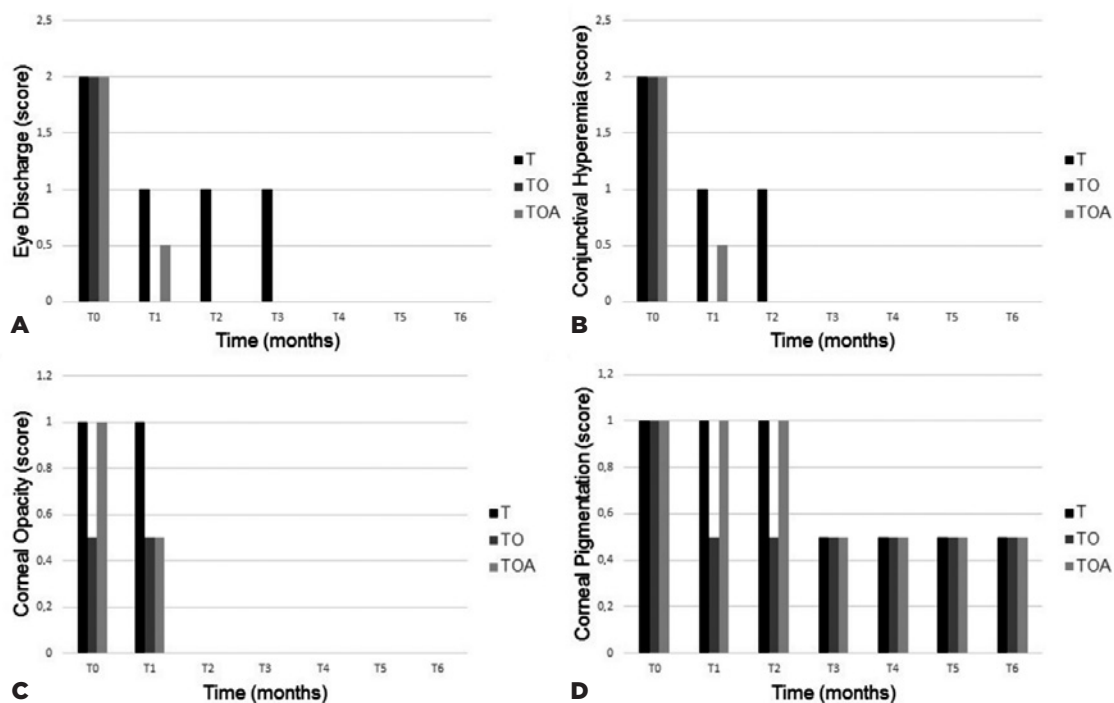 Eye Discharge (score)
2,5
2
1,5
1
0,5
0
T0 T1 T2 T3 T4 T5 T6
Time (months)
T
TO
TOA
A
Conjunctival Hyperemia (score)
2,5
2
1,5
1
0,5
0
T0 T1 T2 T3 T4 T5 T6
Time (months)
T
TO
TOA
B
Corneal Opacity (score)
1,2
1
0,8
0,6
0,4
0,2
0
T0 T1 T2 T3 T4 T5 T6
Time (months)
T
TO
TOA
C
Corneal Pigmentation (score)
1,2
1
0,8
0,6
0,4
0,2
0
T0 T1 T2 T3 T4 T5 T6
Time (months)
T
TO
TOA
D